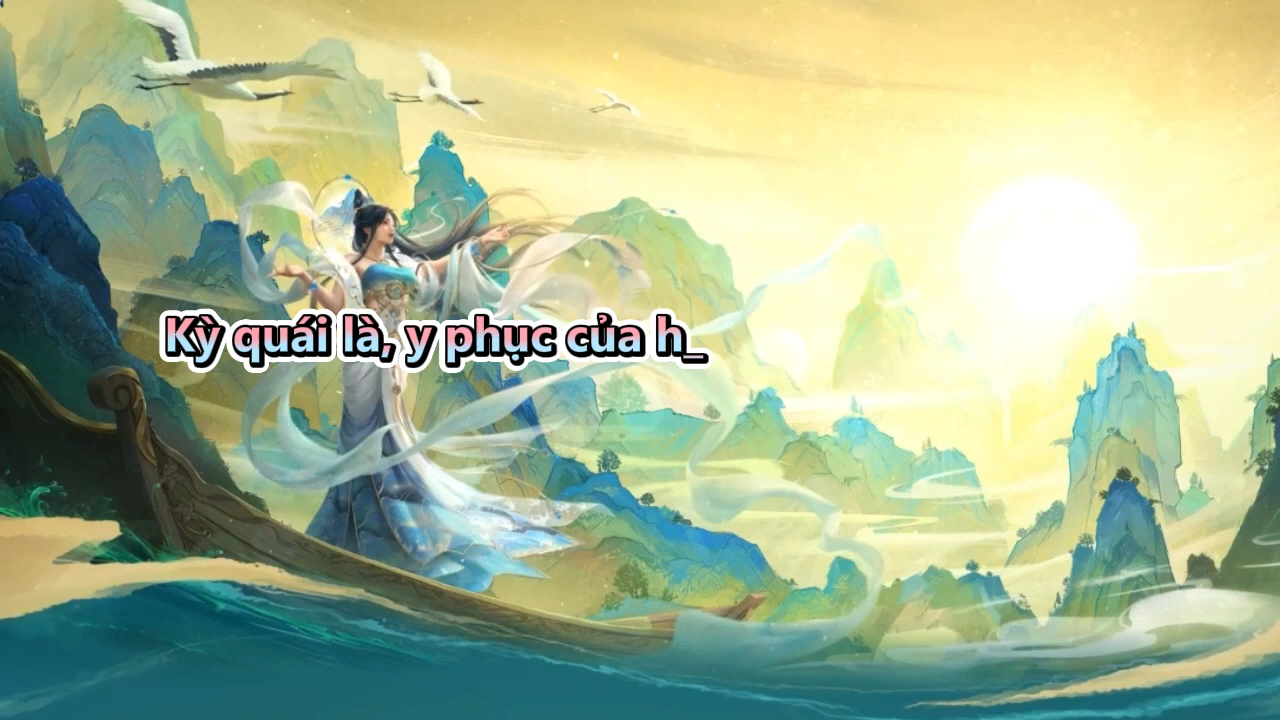 Kỳ quái là, y phục của h_